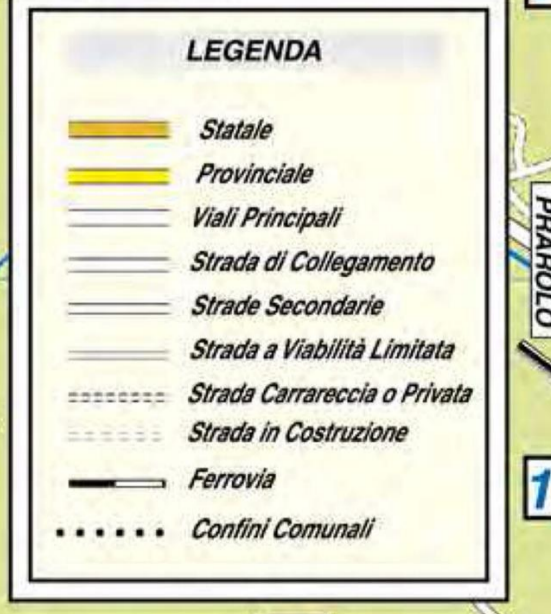 LEGENDA
Statale
Provinciale
Viali Principali
Strada di Collegamento
Strade Secondarie
Strada a Viabilità Limitata
Strada Carrareccia o Privata
Strada in Costruzione
Ferrovia
Confini Comunali
PRAROLO
1